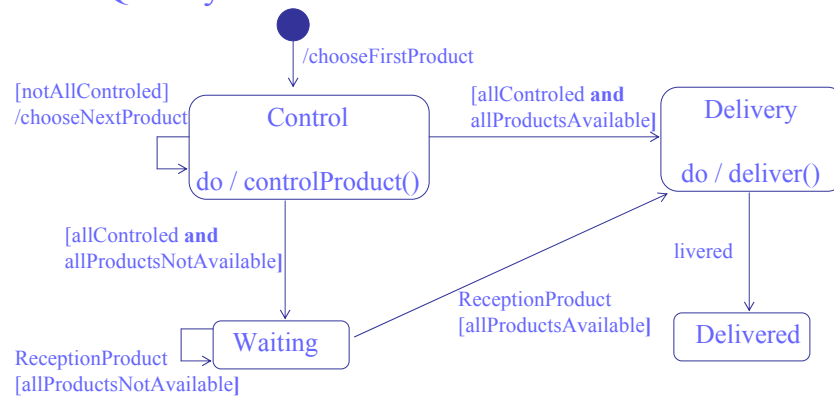 /chooseFirstProduct
[notAllControled]
/chooseNextProduct
Control
do / controlProduct()
[allControled and
allProductsAvailable]
Delivery
do / deliver()
[allControled and
allProductsNotAvailable]
livered
ReceptionProduct
[allProductsAvailable]
Waiting
Delivered
ReceptionProduct
[allProductsNotAvailable]